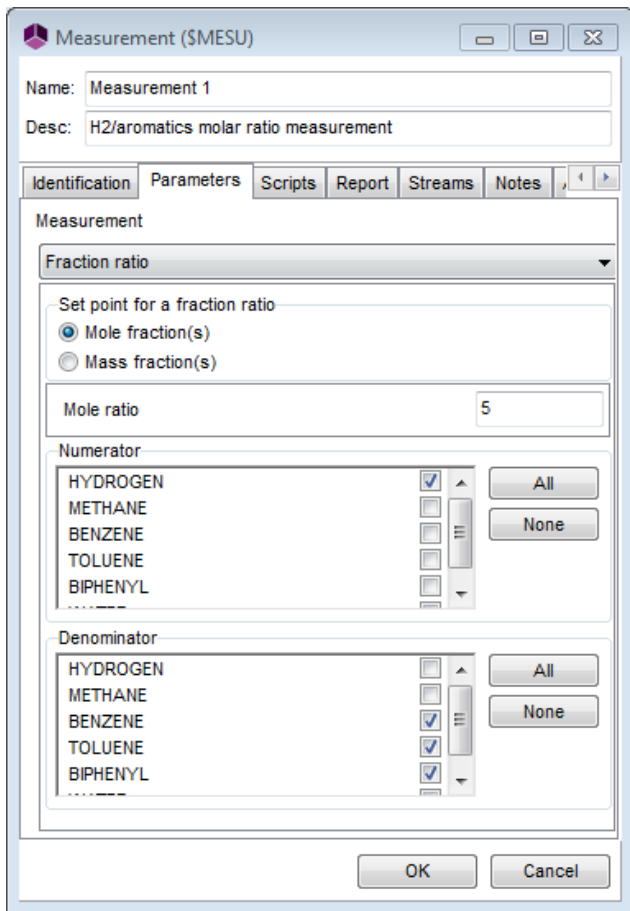 Measurement ($MESU)
Name: Measurement 1
Desc: H2/aromatics molar ratio measurement
Identification Parameters Scripts Report Streams Notes
Measurement
Fraction ratio
Set point for a fraction ratio
Mole fraction(s)
Mass fraction(s)
Mole ratio 5
Numerator
HYDROGEN All
METHANE
BENZENE None
TOLUENE
BIPHENYL
Denominator
HYDROGEN All
METHANE
BENZENE None
TOLUENE
BIPHENYL
OK Cancel